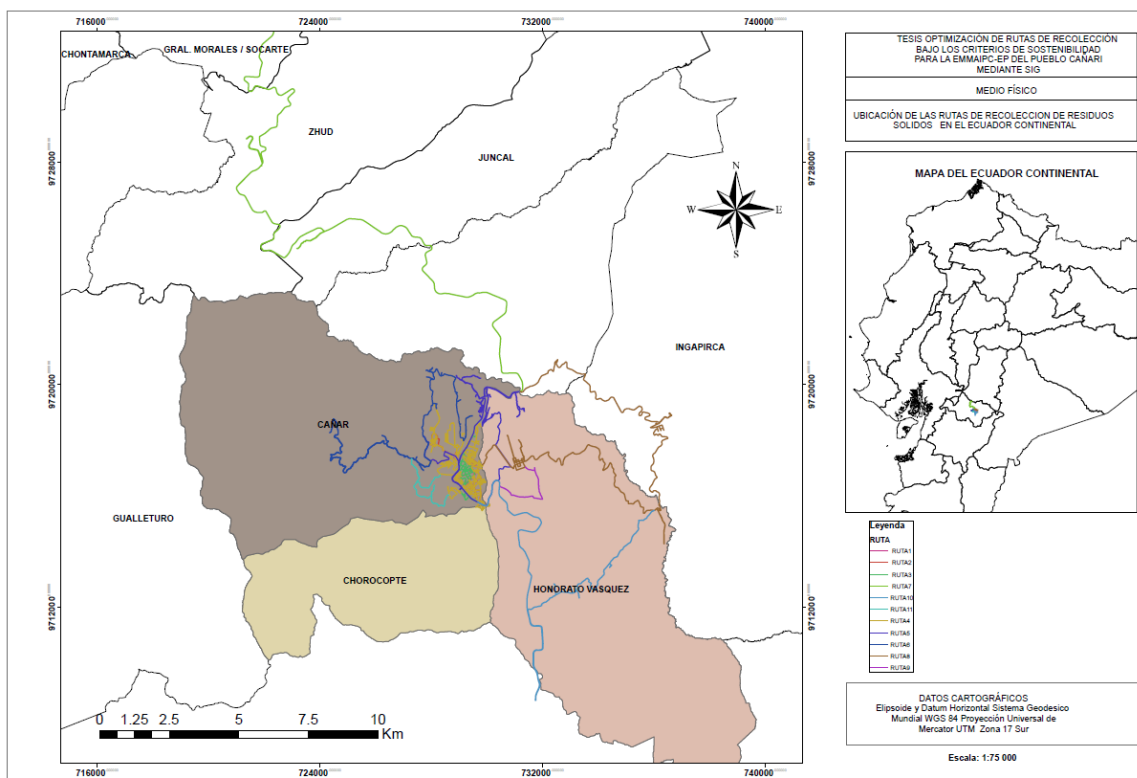 716000
724000
732000
740000
CHONTAMARCA
GRAL. MORALES / SOCARTE
ZHUD
JUNCAL
9728000
9728000
N
W
E
S
INGAPIRCA
9720000
9720000
CAÑAR
GUALLETURO
CHOROCOPTE
HONORATO VASQUEZ
9712000
9712000
0 1.25 2.5 5 7.5 10
Km
716000
724000
732000
740000
TESIS OPTIMIZACIÓN DE RUTAS DE RECOLECCIÓN
BAJO LOS CRITERIOS DE SOSTENIBILIDAD
PARA LA EMMAIPC-EP DEL PUEBLO CAÑARI
MEDIANTE SIG
MEDIO FÍSICO
UBICACIÓN DE LAS RUTAS DE RECOLECCION DE RESIDUOS
SOLIDOS EN EL ECUADOR CONTINENTAL
MAPA DEL ECUADOR CONTINENTAL
Leyenda
RUTA
RUTA1
RUTA2
RUTA3
RUTA7
RUTA10
RUTA11
RUTA4
RUTA5
RUTA6
RUTA8
RUTA9
DATOS CARTOGRÁFICOS
Elipsoide y Datum Horizontal Sistema Geodesico
Mundial WGS 84 Proyección Universal de
Mercator UTM Zona 17 Sur
Escala: 1:75 000